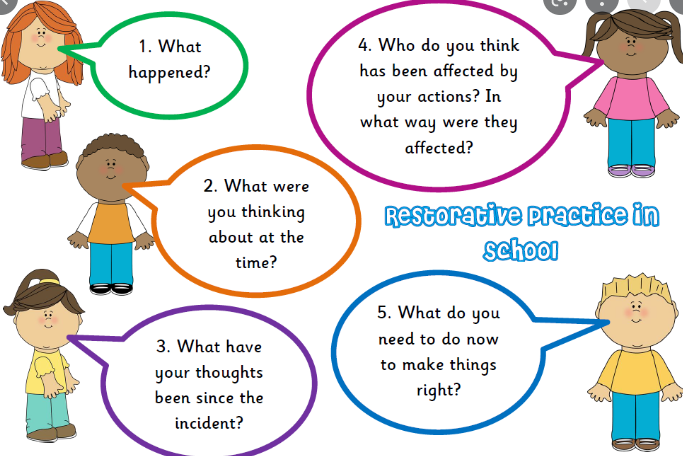 1. What
happened?
2. What were
you thinking
about at the
time?
3. What have
your thoughts
been since the
incident?
4. Who do you think
has been affected by
your actions? In
what way were they
affected?
Restorative Practice in
School
5. What do you
need to do now
to make things
right?